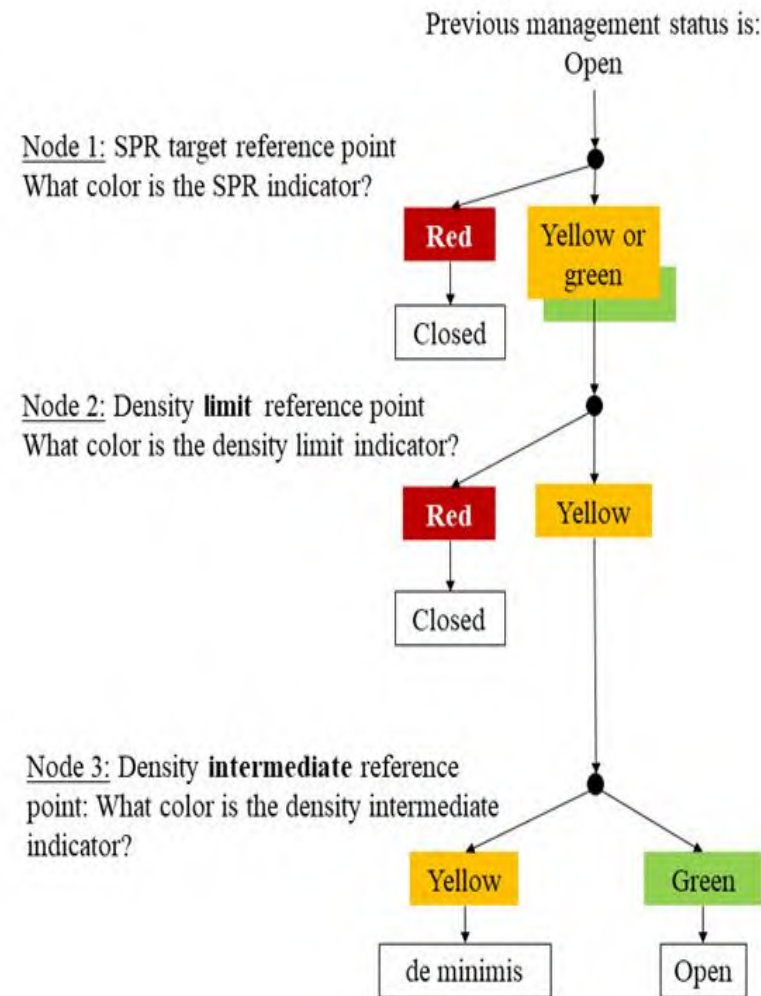 Previous management status is:
Open
Node 1: SPR target reference point
What color is the SPR indicator?
Red
Yellow or
green
Closed
Node 2: Density limit reference point
What color is the density limit indicator?
Red
Yellow
Closed
Node 3: Density intermediate reference
point: What color is the density intermediate
indicator?
Yellow
Green
de minimis
Open